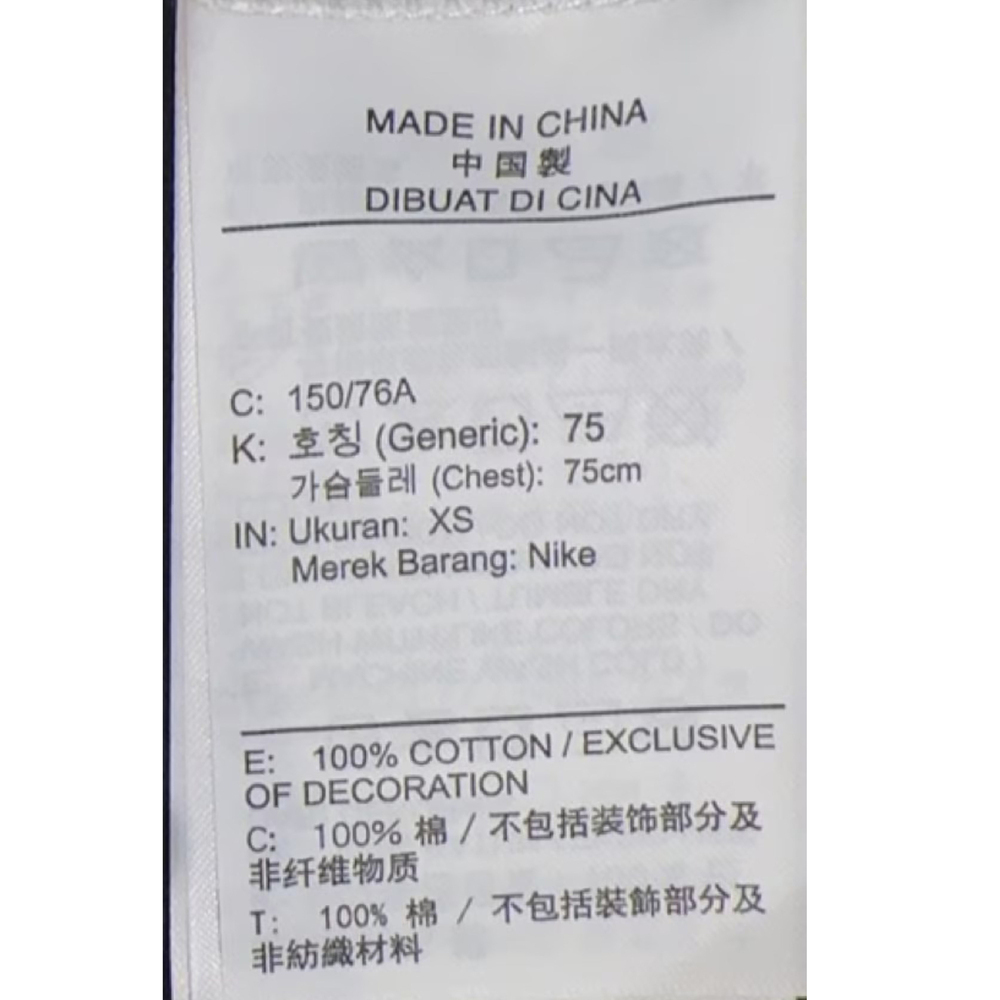 MADE IN CHINA
中国製
DIBUAT DI CINA
C: 150/76A
K: 호칭 (Generic): 75
가슴둘레 (Chest): 75cm
IN: Ukuran: XS
Merek Barang: Nike
E: 100% COTTON / EXCLUSIVE
OF DECORATION
C: 100% 棉 / 不包括装饰部分及
非纤维物质
T: 100% 棉 / 不包括裝飾部分及
非紡織材料